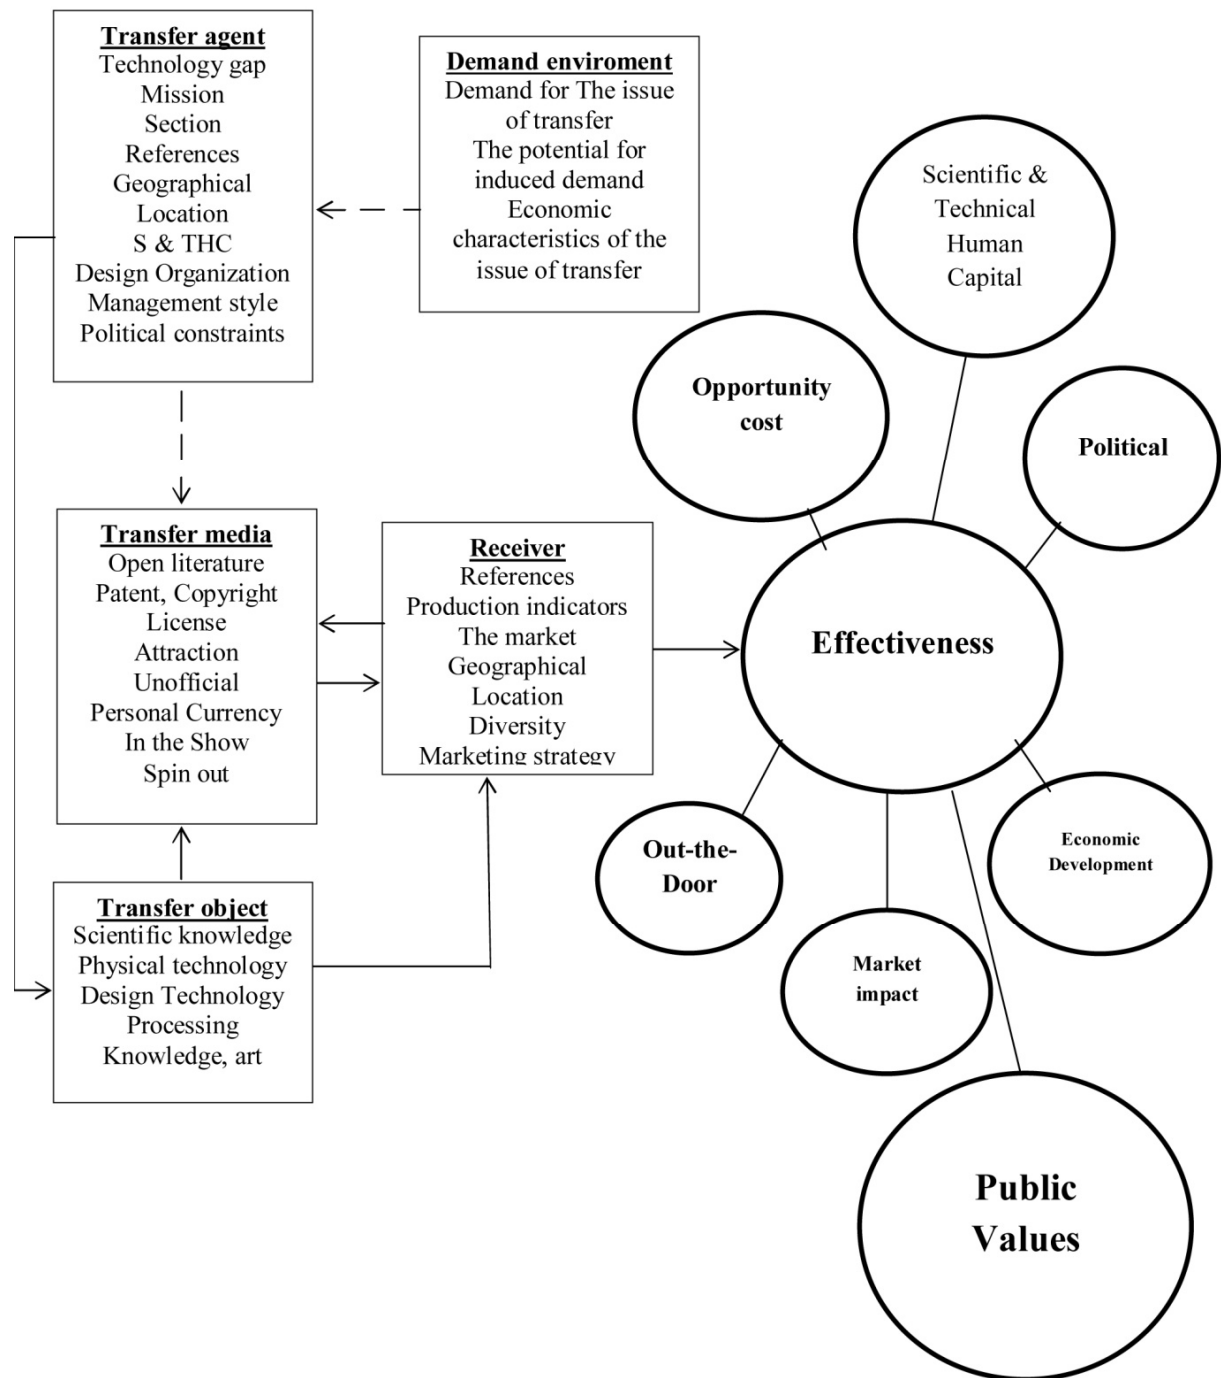 Transfer agent
Technology gap
Mission
Section
References
Geographical
Location
S & THC
Design Organization
Management style
Political constraints
Demand enviroment
Demand for The issue
of transfer
The potential for
induced demand
Economic
characteristics of the
issue of transfer
Transfer media
Open literature
Patent, Copyright
License
Attraction
Unofficial
Personal Currency
In the Show
Spin out
Receiver
References
Production indicators
The market
Geographical
Location
Diversity
Marketing strategy
Transfer object
Scientific knowledge
Physical technology
Design Technology
Processing
Knowledge, art
Scientific &
Technical
Human
Capital
Opportunity
cost
Political
Effectiveness
Out-the-
Door
Market
impact
Economic
Development
Public
Values